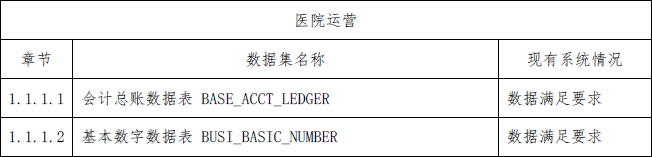 医院运营
章节 数据集名称 现有系统情况
1.1.1.1 会计总账数据表 BASE_ACCT_LEDGER 数据满足要求
1.1.1.2 基本数字数据表 BUSI_BASIC_NUMBER 数据满足要求